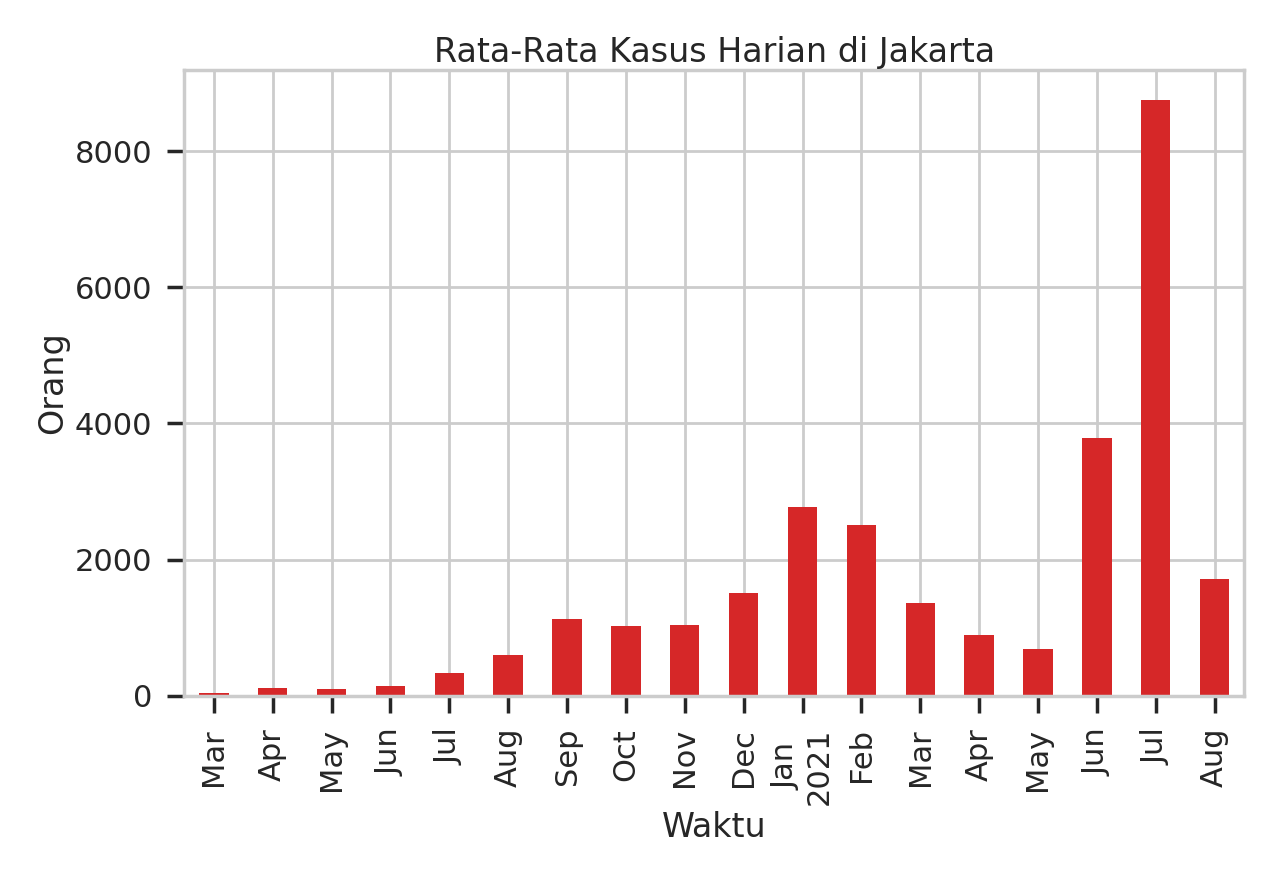 Rata-Rata Kasus Harian di Jakarta
8000
6000
4000
2000
0
Orang
Mar
Apr
May
Jun
Jul
Aug
Sep
Oct
Nov
Dec
Jan
2021
Feb
Mar
Apr
May
Jun
Jul
Aug
Waktu